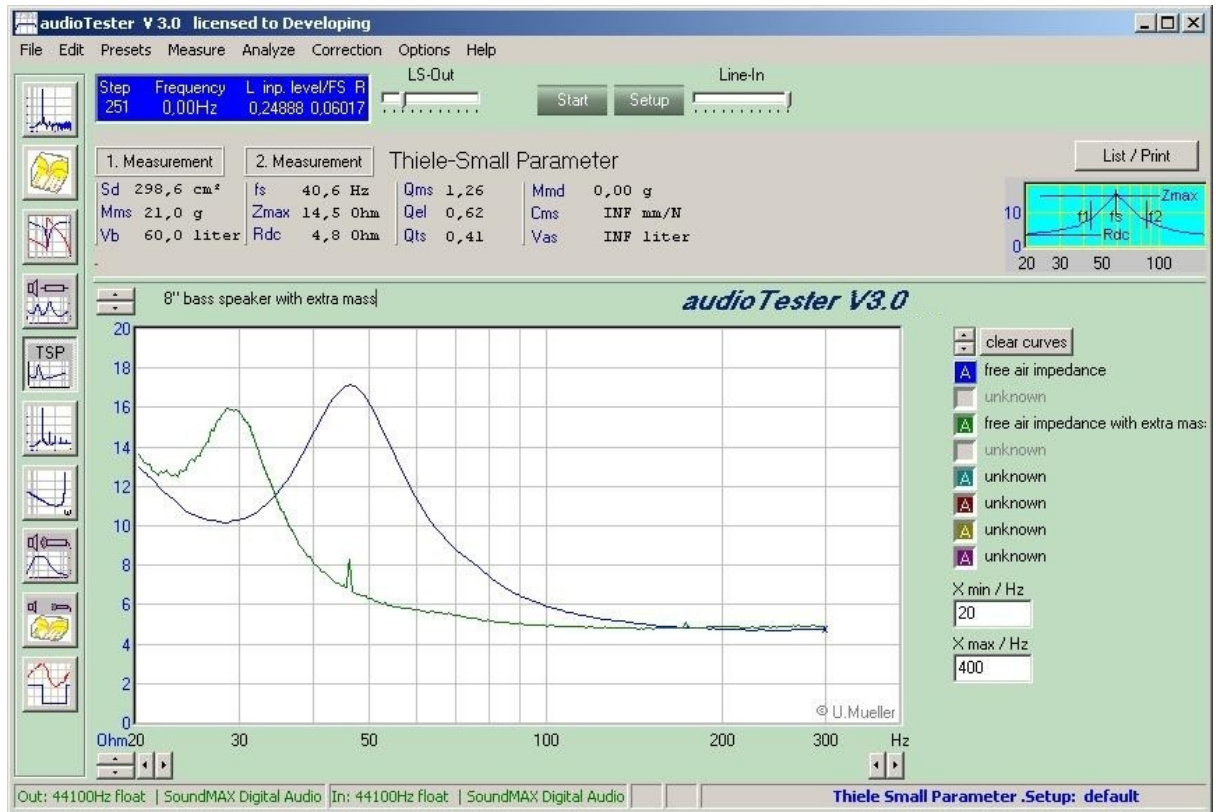 audioTester V 3.0 licensed to Developing
File Edit Presets Measure Analyze Correction Options Help
LS-Out Line-In
Step Frequency L inp. level/FS R
251 0,00Hz 0,24888 0,06017
Start Setup
1. Measurement 2. Measurement Thiele-Small Parameter List / Print
Sd 298,6 cm² fs 40,6 Hz Qms 1,26 Mmd 0,00 g
Mms 21,0 g Zmax 14,5 Ohm Qel 0,62 Cms INF mm/N
Vb 60,0 liter Rdc 4,8 Ohm Qts 0,41 Vas INF liter
Zmax
10 f1 fs f2
Rdc
0
20 30 50 100
8" bass speaker with extra mass audioTester V3.0
TSP
20
18
16
14
12
10
8
6
4
2
0
Ohm20 30 50 100 200 300 Hz
© U.Mueller
clear curves
A free air impedance
unknown
A free air impedance with extra mas
unknown
A unknown
A unknown
A unknown
A unknown
X min / Hz
20
X max / Hz
400
Out: 44100Hz float | SoundMAX Digital Audio In: 44100Hz float | SoundMAX Digital Audio Thiele Small Parameter .Setup: default